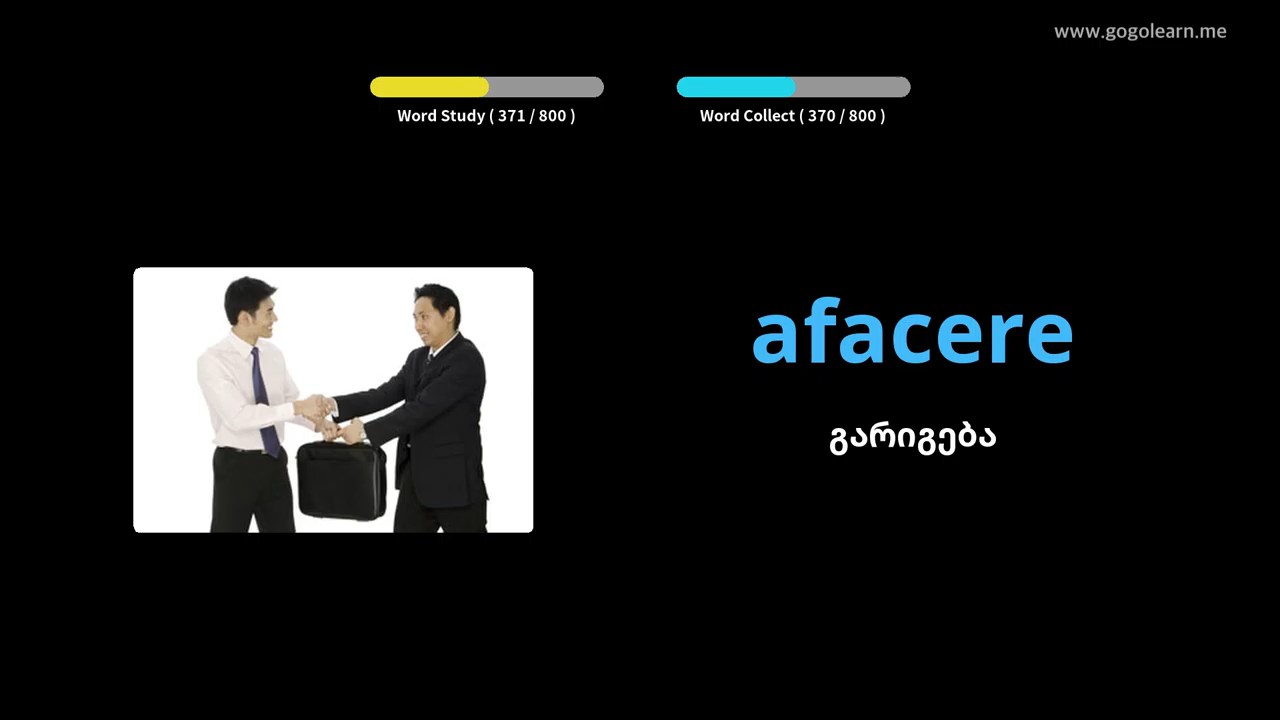 www.gogolearn.me
Word Study ( 371 / 800 )
Word Collect ( 370 / 800 )
afacere
გარიგება